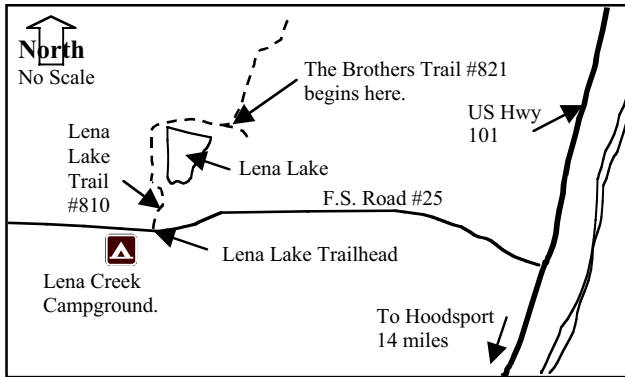 North
No Scale
The Brothers Trail #821
begins here.
US Hwy
101
Lena
Lake
Trail
#810
Lena Lake
F.S. Road #25
Lena Lake Trailhead
Lena Creek
Campground.
To Hoodsport
14 miles